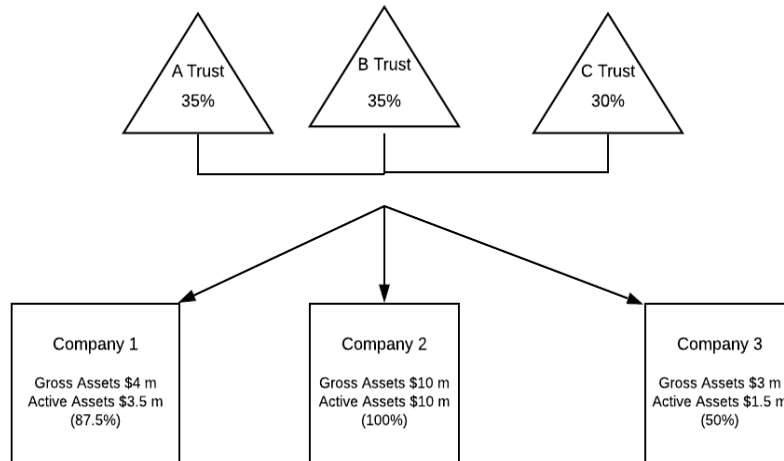 A Trust
35%
B Trust
35%
C Trust
30%
Company 1
Gross Assets $4 m
Active Assets $3.5 m
(87.5%)
Company 2
Gross Assets $10 m
Active Assets $10 m
(100%)
Company 3
Gross Assets $3 m
Active Assets $1.5 m
(50%)